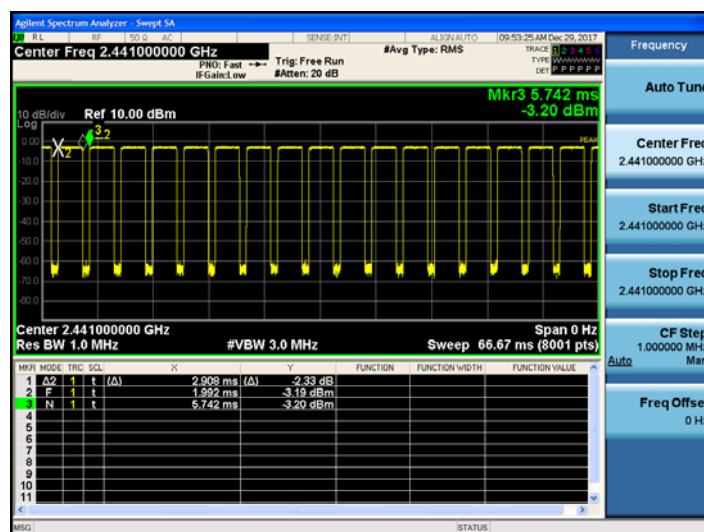 Agilent Spectrum Analyzer - Swept SA
RL RF 50 Ω AC SENSE:INT ALIGN AUTO 09:53:25 AM Dec 29, 2017
Center Freq 2.441000000 GHz
#Avg Type: RMS
TRACE 1 2 3 4 5 6
PNO: Fast
Trig: Free Run
TYPE WWWWWW
IFGain:Low
#Atten: 20 dB
DET P P P P P P
Mkr3 5.742 ms
-3.20 dBm
10 dB/div Ref 10.00 dBm
Log
0.00
-10.0
-20.0
-30.0
-40.0
-50.0
-60.0
-70.0
-80.0
X2
3
2
PEAK
Center 2.441000000 GHz Span 0 Hz
Res BW 1.0 MHz #VBW 3.0 MHz Sweep 66.67 ms (8001 pts)
MKR MODE TRC SCL X Y FUNCTION FUNCTION WIDTH FUNCTION VALUE
1 Δ2 1 t (Δ) 2.908 ms (Δ) -2.33 dB
2 F 1 t 1.992 ms -3.19 dBm
3 N 1 t 5.742 ms -3.20 dBm
4
5
6
7
8
9
10
11
MSG STATUS
Frequency
Auto Tune
Center Freq
2.441000000 GHz
Start Freq
2.441000000 GHz
Stop Freq
2.441000000 GHz
CF Step
1.000000 MHz
Auto Man
Freq Offset
0 Hz